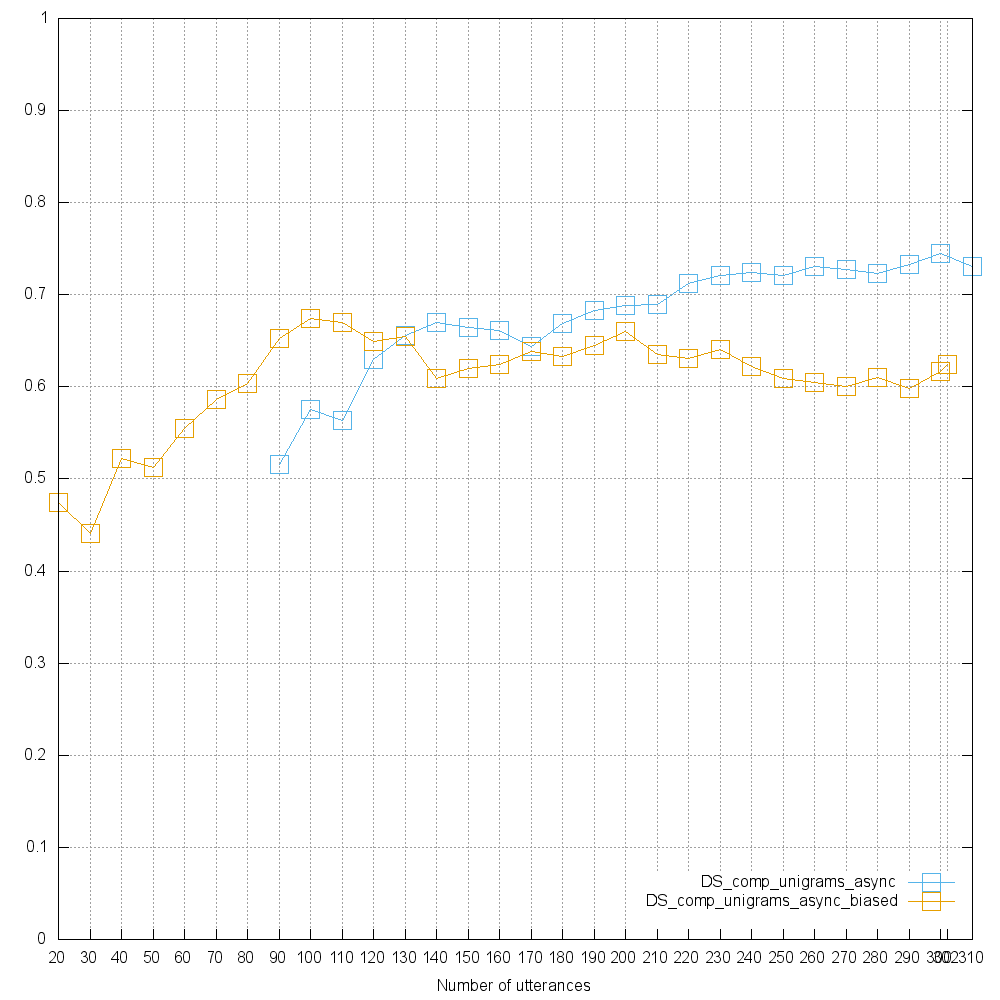 1
0.9
0.8
0.7
0.6
0.5
0.4
0.3
0.2
0.1
0
DS_comp_unigrams_async
DS_comp_unigrams_async_biased
20 30 40 50 60 70 80 90 100 110 120 130 140 150 160 170 180 190 200 210 220 230 240 250 260 270 280 290 300 302 310
Number of utterances